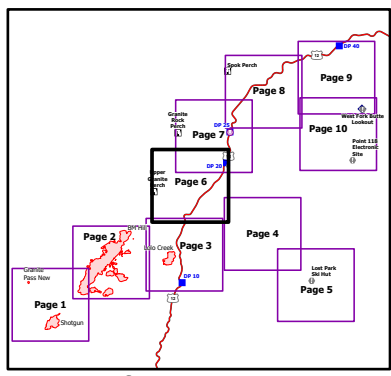 DP 40
12
Spok Perch
Page 9
Page 8
West Fork Butte
Lookout
Granite
Rock
Perch
DP 25
Page 10
Page 7
Point 118
Electronic
Site
DP 20
Upper
Granite
Perch
Page 6
BM Hill
Page 2
Page 4
Lolo Creek
Page 3
Granite
Pass New
Lost Park
Ski Hut
DP 10
Page 5
12
Page 1
Shotgun